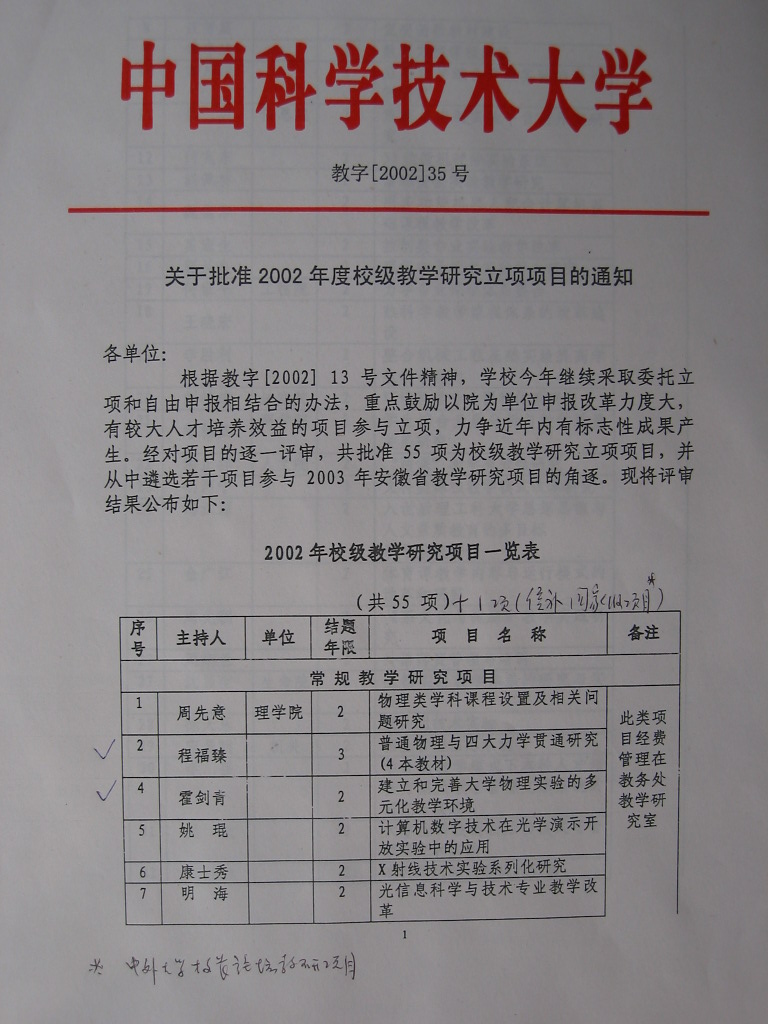 中国科学技术大学
教字[2002]35号
关于批准 2002 年度校级教学研究立项项目的通知
各单位：
根据教字[2002] 13 号文件精神，学校今年继续采取委托立
项和自由申报相结合的办法，重点鼓励以院为单位申报改革力度大，
有较大人才培养效益的项目参与立项，力争近年内有标志性成果产
生。经对项目的逐一评审，共批准 55 项为校级教学研究立项项目，并
从中遴选若干项目参与 2003 年安徽省教学研究项目的角逐。现将评审
结果公布如下：
2002 年校级教学研究项目一览表
（共 55 项）+1项
序号 主持人 单位 结题年限 项 目 名 称 备注
常 规 教 学 研 究 项 目
1 周先意 理学院 2 物理类学科课程设置及相关问
题研究
2 程福臻 3 普通物理与四大力学贯通研究
(4 本教材)
4 霍剑青 2 建立和完善大学物理实验的多
元化教学环境
5 姚 琨 2 计算机数字技术在光学演示开
放实验中的应用
6 康士秀 2 X 射线技术实验系列化研究
7 明 海 2 光信息科学与技术专业教学改
革
此类项
目经费
管理在
教务处
教学研
究室
1